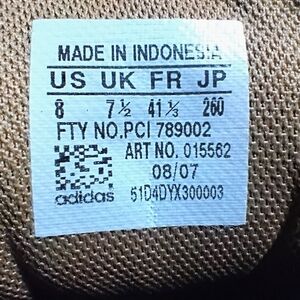 MADE IN INDONESIA
US UK FR JP
8 7½ 41⅓ 260
FTY NO.PCI 789002
ART NO. 015562
08/07
adidas 51D4DYX300003